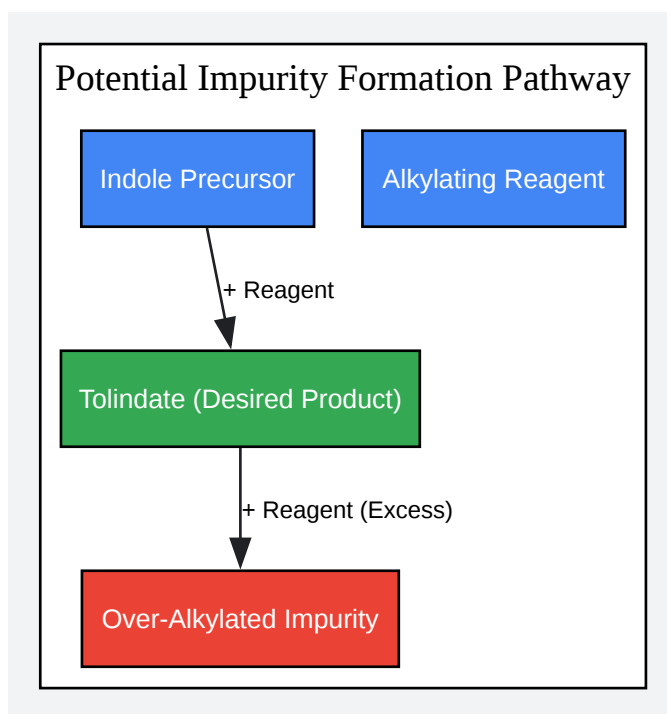 Potential Impurity Formation Pathway
Indole Precursor
Alkylating Reagent
+ Reagent
Tolindate (Desired Product)
+ Reagent (Excess)
Over-Alkylated Impurity